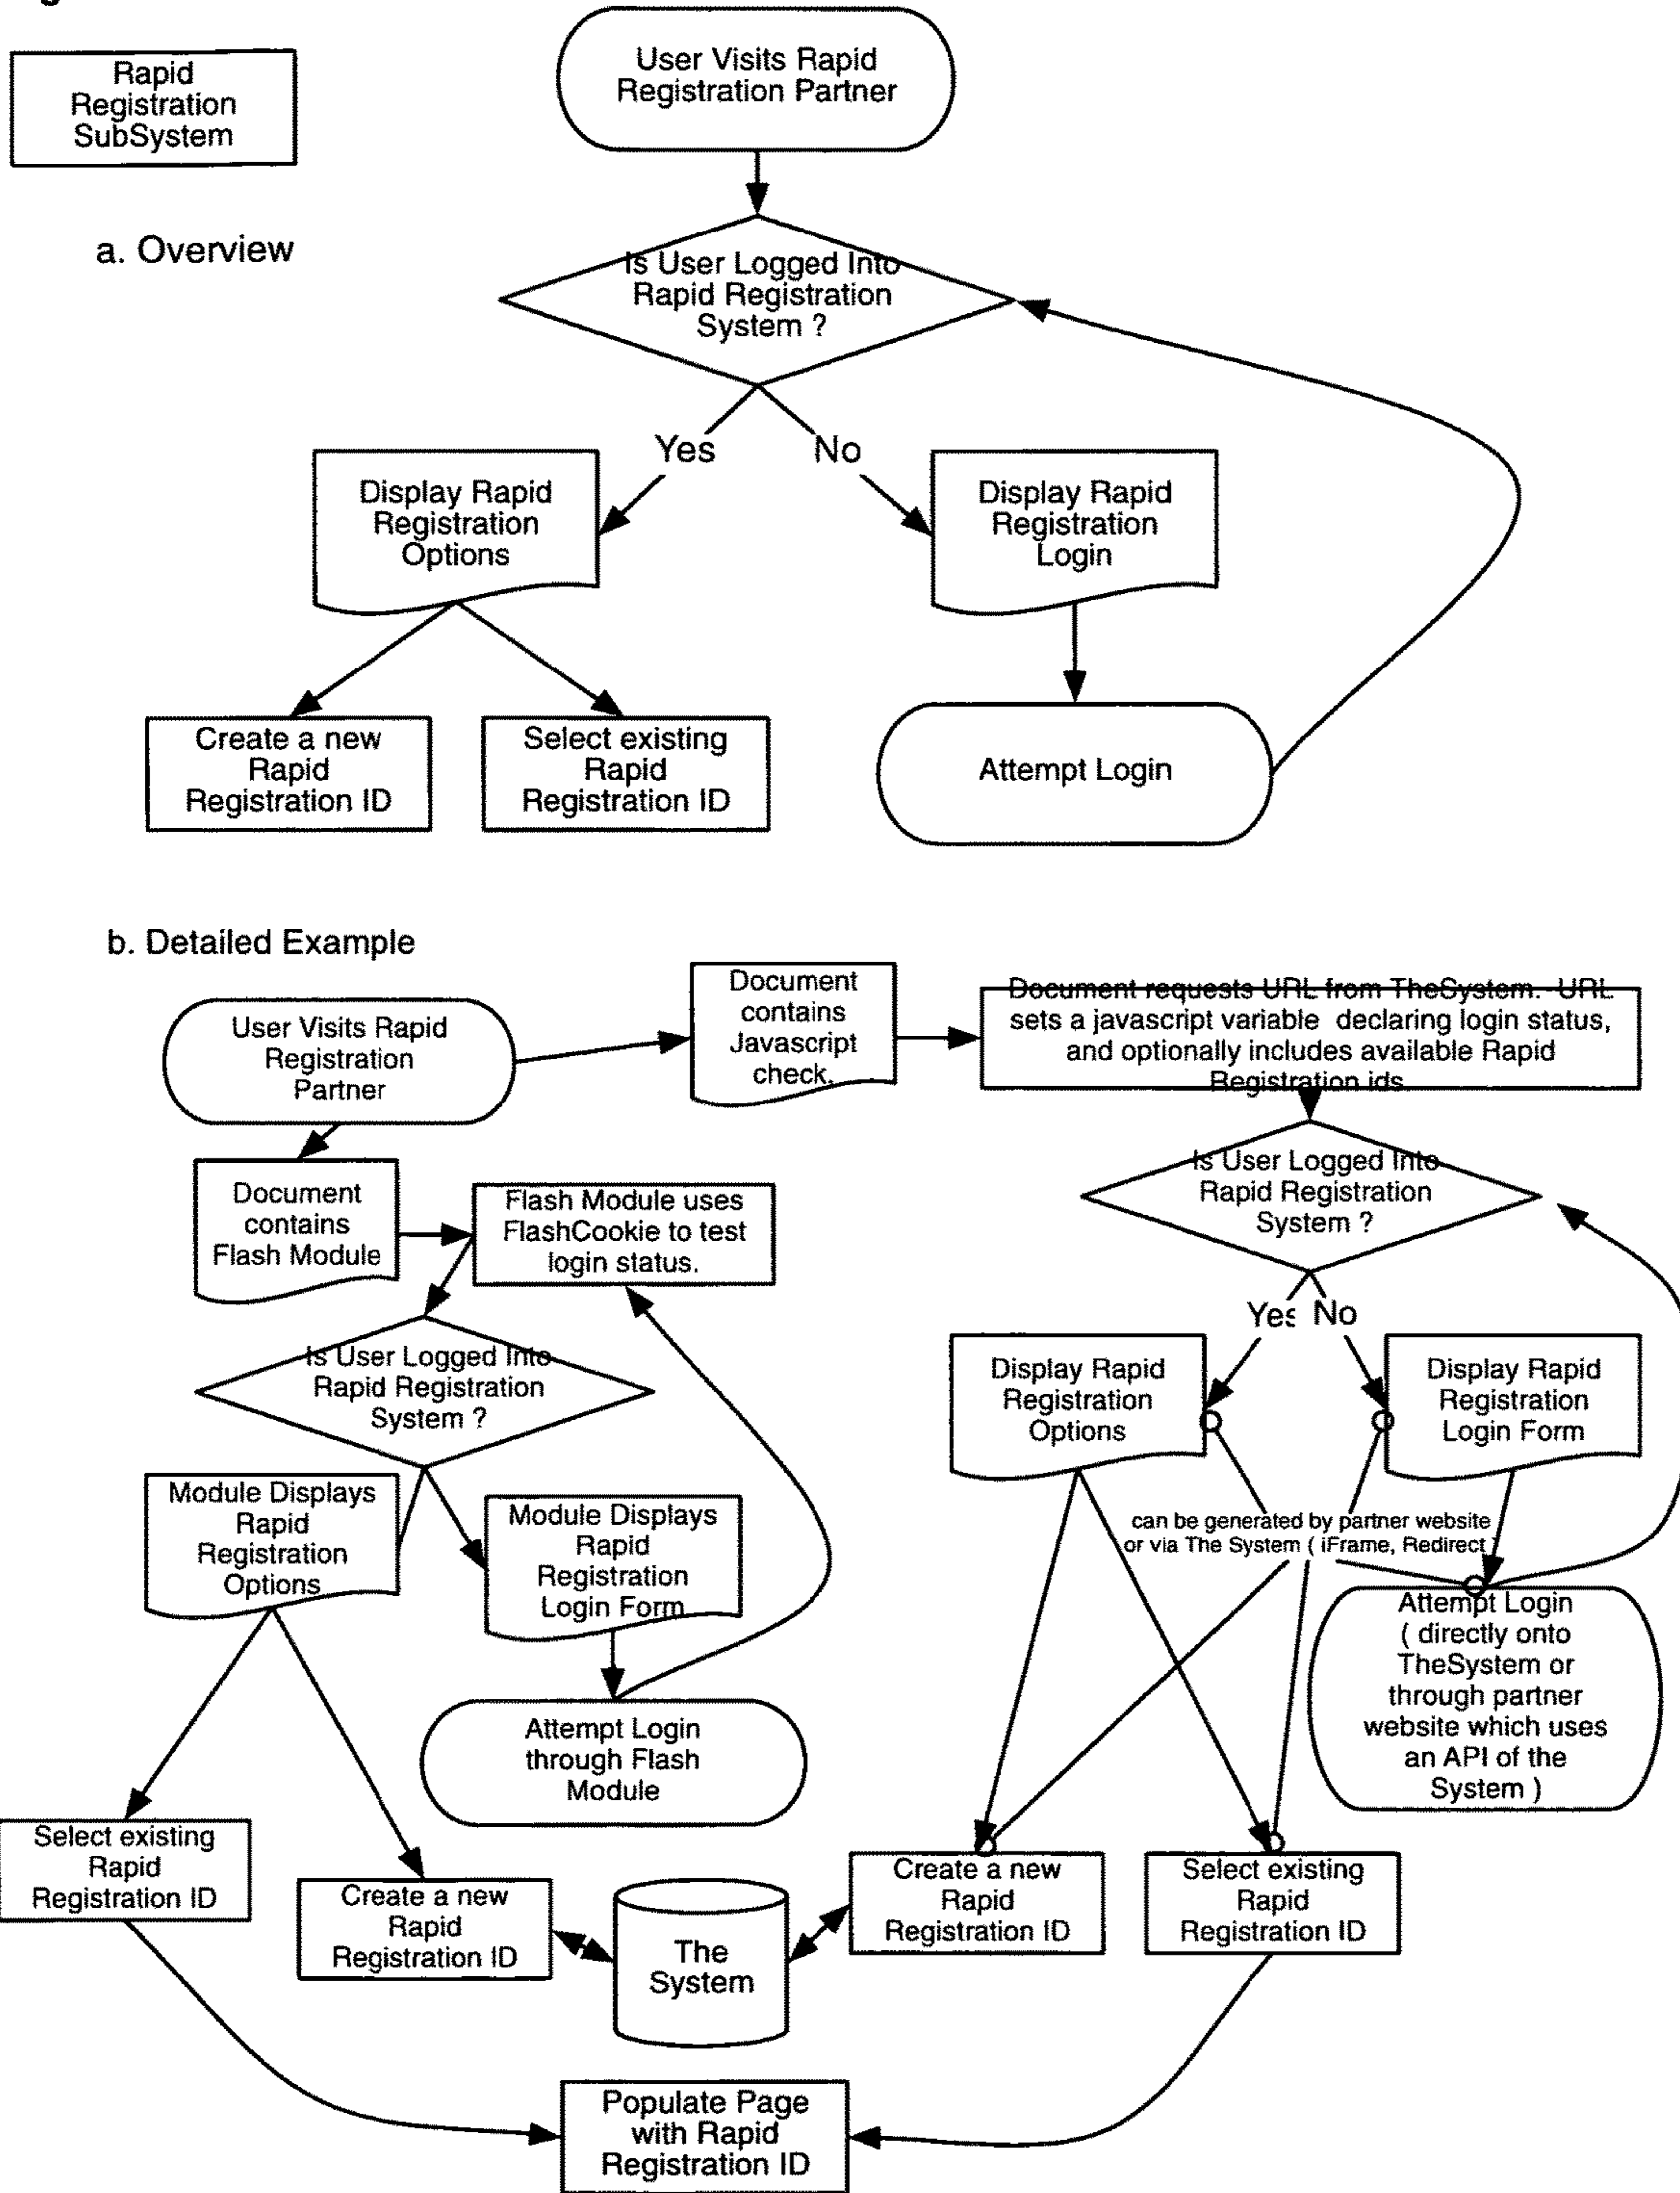 Rapid
Registration
SubSystem
User Visits Rapid
Registration Partner
a. Overview
Is User Logged Into
Rapid Registration
System ?
Yes
No
Display Rapid
Registration
Options
Display Rapid
Registration
Login
Create a new
Rapid
Registration ID
Select existing
Rapid
Registration ID
Attempt Login
b. Detailed Example
User Visits Rapid
Registration
Partner
Document
contains
Javascript
check.
Document requests URL from TheSystem. URL
sets a javascript variable declaring login status,
and optionally includes available Rapid
Registration ids.
Document
contains
Flash Module
Flash Module uses
FlashCookie to test
login status.
Is User Logged Into
Rapid Registration
System ?
Is User Logged Into
Rapid Registration
System ?
Yes
No
Display Rapid
Registration
Options
Display Rapid
Registration
Login Form
Module Displays
Rapid
Registration
Options
Module Displays
Rapid
Registration
Login Form
can be generated by partner website
or via The System ( iFrame, Redirect )
Attempt Login
through Flash
Module
Attempt Login
( directly onto
TheSystem or
through partner
website which uses
an API of the
System )
Select existing
Rapid
Registration ID
Create a new
Rapid
Registration ID
The
System
Create a new
Rapid
Registration ID
Select existing
Rapid
Registration ID
Populate Page
with Rapid
Registration ID